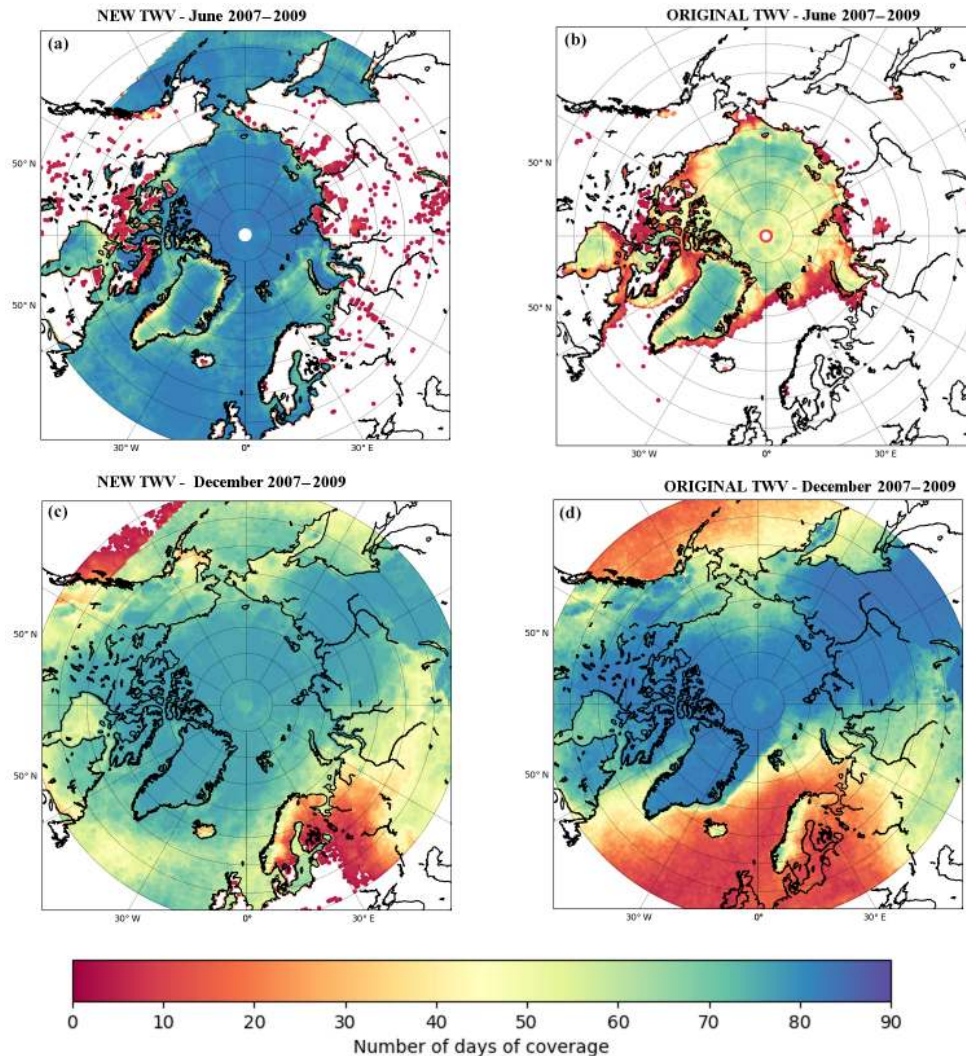 NEW TWV - June 2007–2009
ORIGINAL TWV - June 2007–2009
(a)
(b)
50° N
50° N
50° N
50° N
30° W
0°
30° E
30° W
0°
30° E
NEW TWV - December 2007–2009
ORIGINAL TWV - December 2007–2009
(c)
(d)
50° N
50° N
50° N
50° N
30° W
0°
30° E
30° W
0°
30° E
0 10 20 30 40 50 60 70 80 90
Number of days of coverage